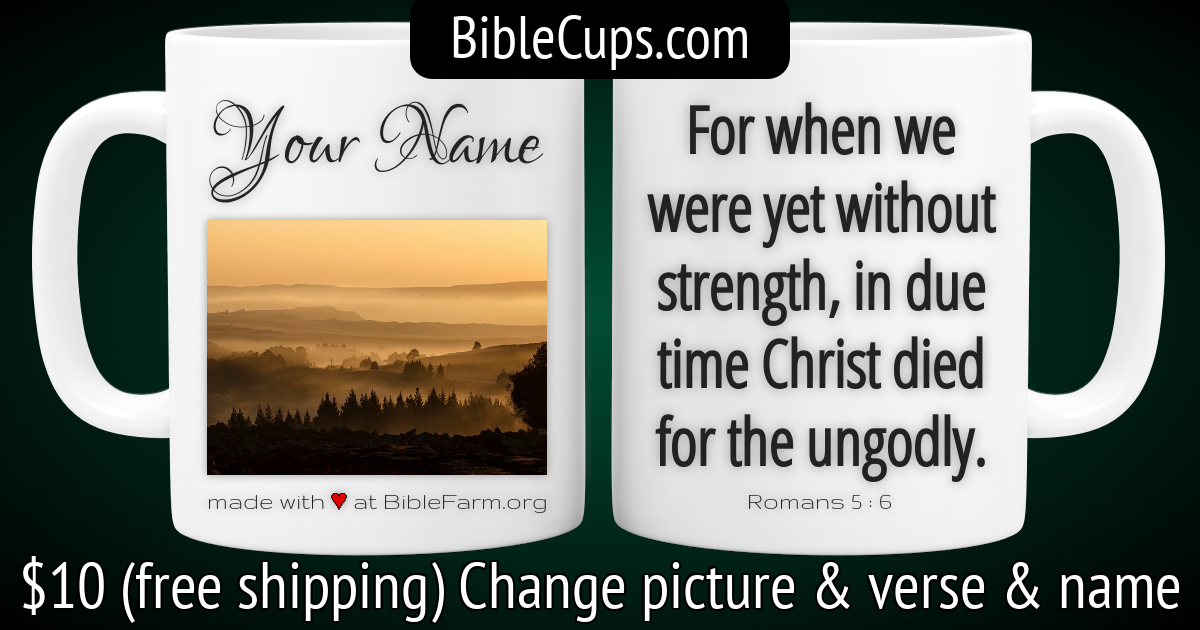 BibleCups.com
Your Name
made with ♥ at BibleFarm.org
For when we
were yet without
strength, in due
time Christ died
for the ungodly.
Romans 5 : 6
$10 (free shipping) Change picture & verse & name